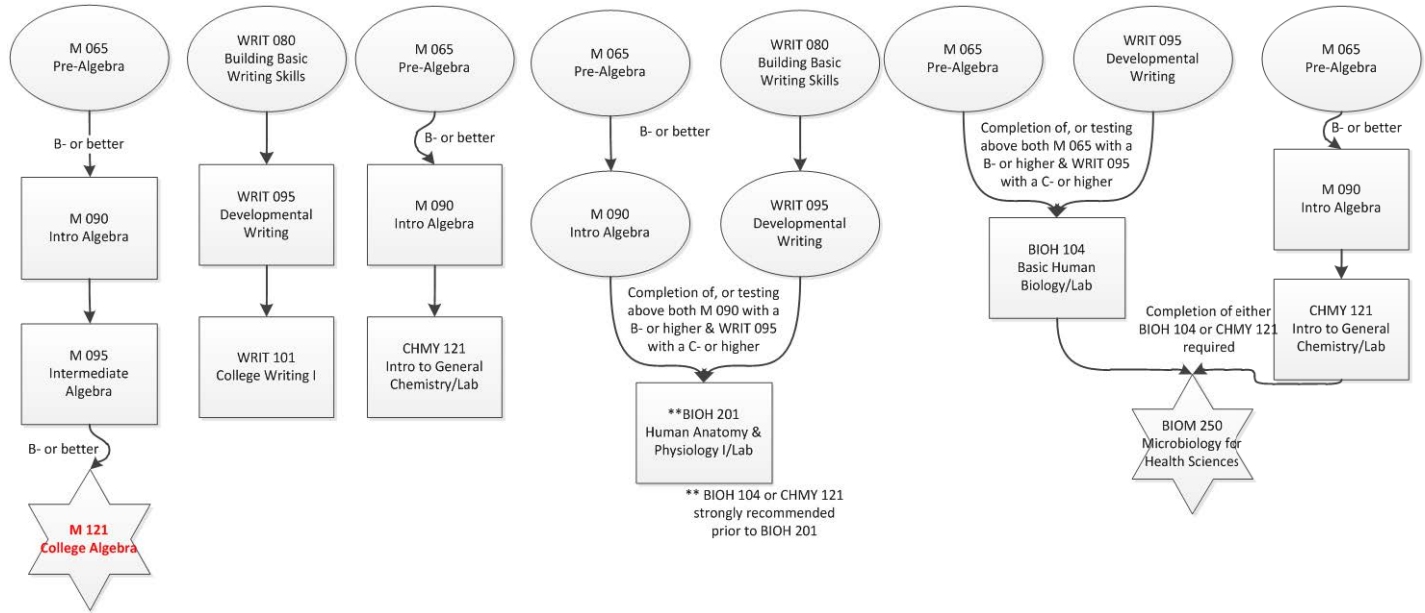 M 065
Pre-Algebra
B- or better
M 090
Intro Algebra
M 095
Intermediate
Algebra
B- or better
M 121
College Algebra
WRIT 080
Building Basic
Writing Skills
WRIT 095
Developmental
Writing
WRIT 101
College Writing I
M 065
Pre-Algebra
B- or better
M 090
Intro Algebra
CHMY 121
Intro to General
Chemistry/Lab
M 065
Pre-Algebra
B- or better
M 090
Intro Algebra
WRIT 080
Building Basic
Writing Skills
WRIT 095
Developmental
Writing
Completion of, or testing
above both M 090 with a
B- or higher & WRIT 095
with a C- or higher
**BIOH 201
Human Anatomy &
Physiology I/Lab
** BIOH 104 or CHMY 121
strongly recommended
prior to BIOH 201
M 065
Pre-Algebra
WRIT 095
Developmental
Writing
Completion of, or testing
above both M 065 with a
B- or higher & WRIT 095
with a C- or higher
BIOH 104
Basic Human
Biology/Lab
M 065
Pre-Algebra
B- or better
M 090
Intro Algebra
CHMY 121
Intro to General
Chemistry/Lab
Completion of either
BIOH 104 or CHMY 121
required
BIOM 250
Microbiology for
Health Sciences